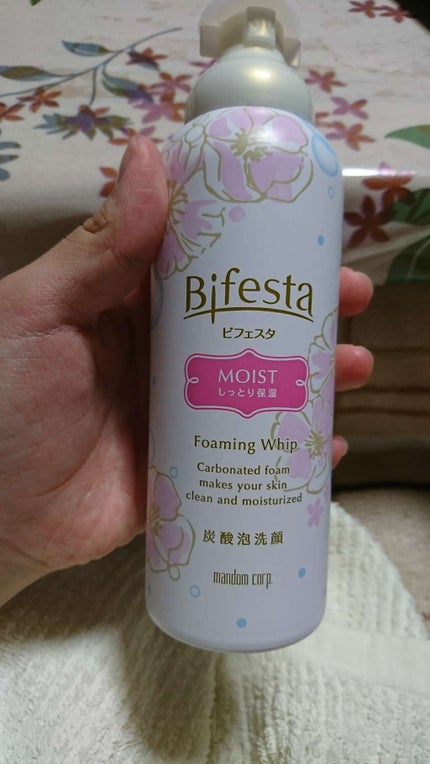 Bifesta
ビフェスタ
MOIST
しっとり保湿
Foaming Whip
Carbonated foam
makes your skin
clean and moisturized
炭酸泡洗顔
mandom corp.